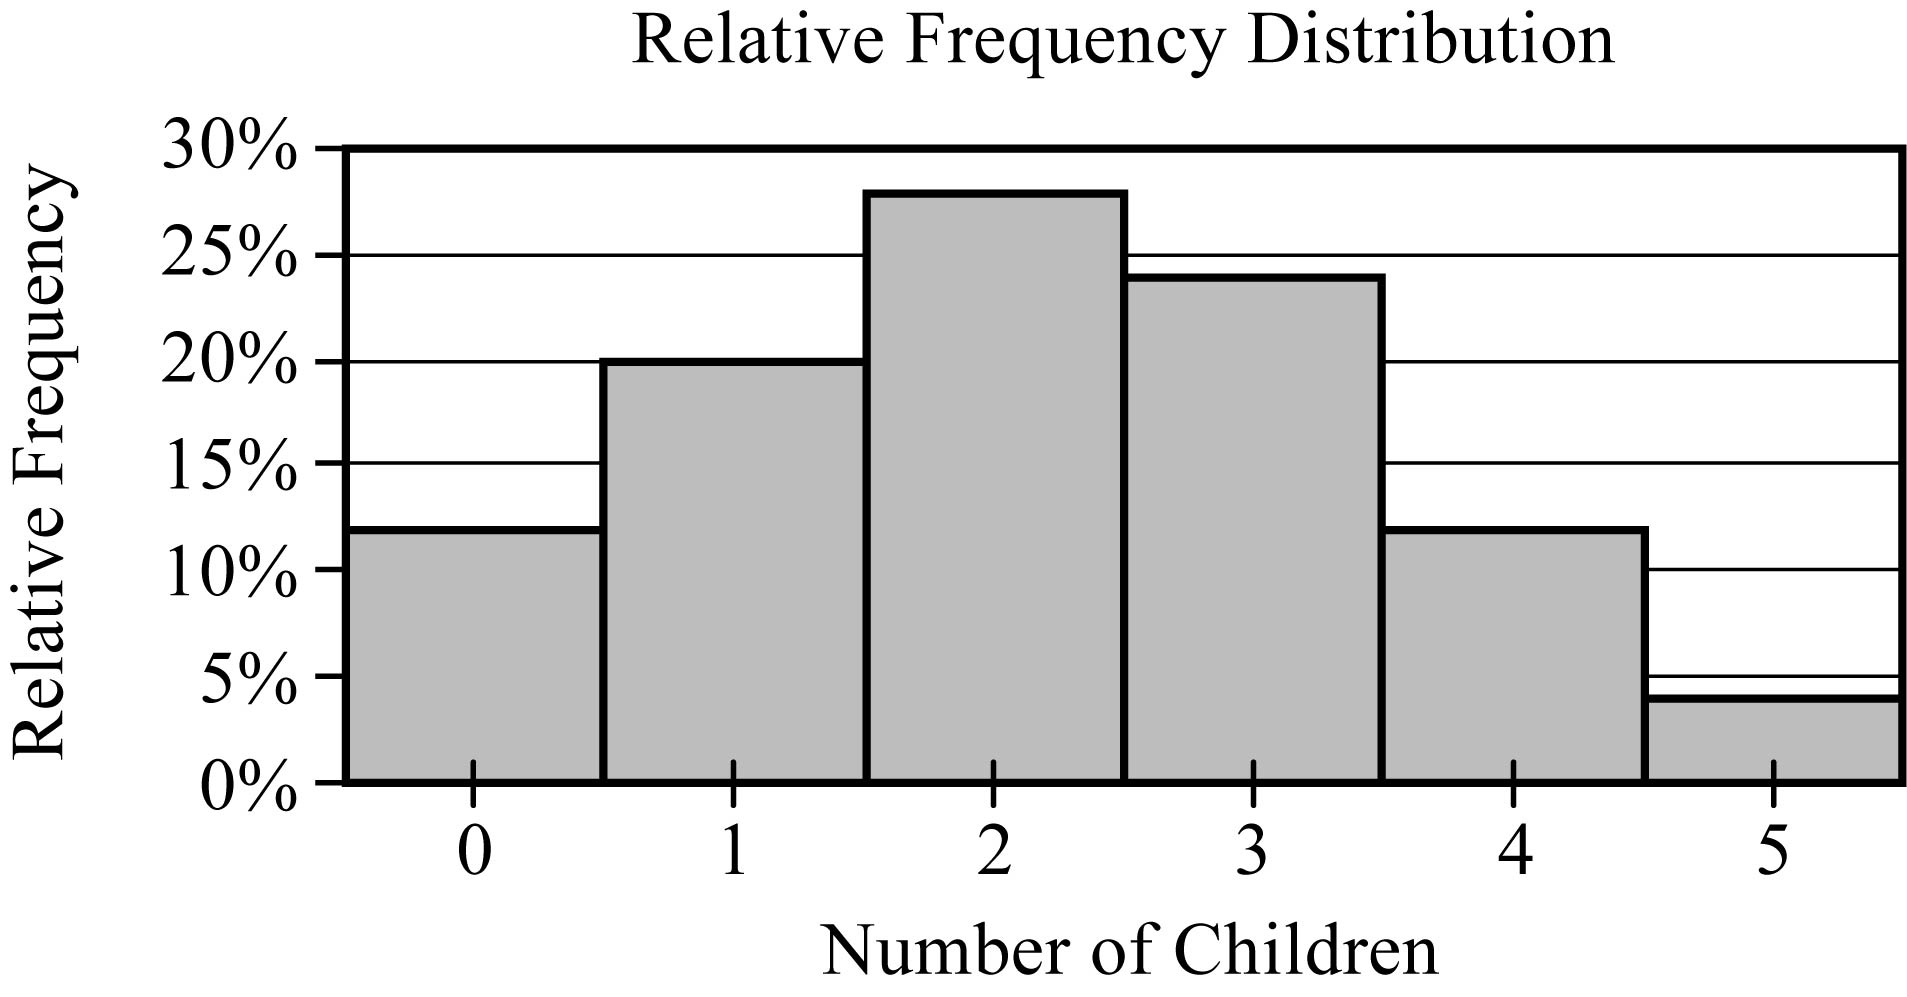 Relative Frequency Distribution
Relative Frequency
30%
25%
20%
15%
10%
5%
0%
0 1 2 3 4 5
Number of Children